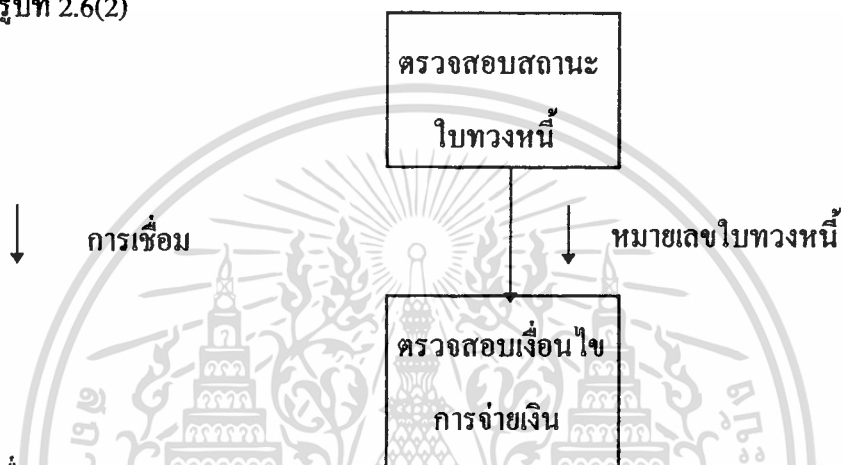 รูปที่ 2.6(2)
ตรวจสอบสถานะ
ใบทวงหนี้
การเชื่อม
หมายเลขใบทวงหนี้
ตรวจสอบเงื่อนไข
การจ่ายเงิน